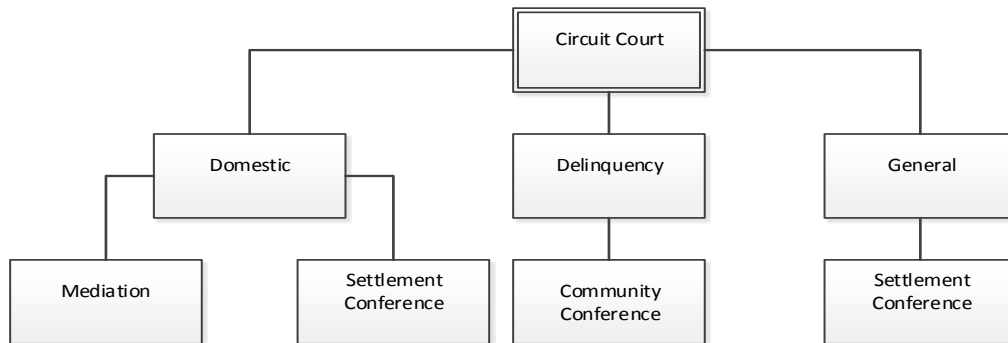 Circuit Court
Domestic
Delinquency
General
Mediation
Settlement
Conference
Community
Conference
Settlement
Conference